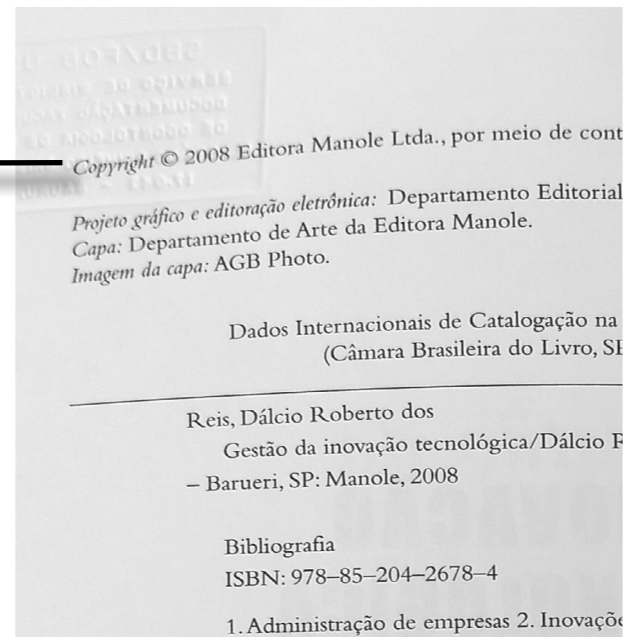 Copyright © 2008 Editora Manole Ltda., por meio de cont
Projeto gráfico e editoração eletrônica: Departamento Editorial
Capa: Departamento de Arte da Editora Manole.
Imagem da capa: AGB Photo.
Dados Internacionais de Catalogação na
(Câmara Brasileira do Livro, SP
Reis, Dálcio Roberto dos
Gestão da inovação tecnológica/Dálcio R
– Barueri, SP: Manole, 2008
Bibliografia
ISBN: 978–85–204–2678–4
1. Administração de empresas 2. Inovaçõe